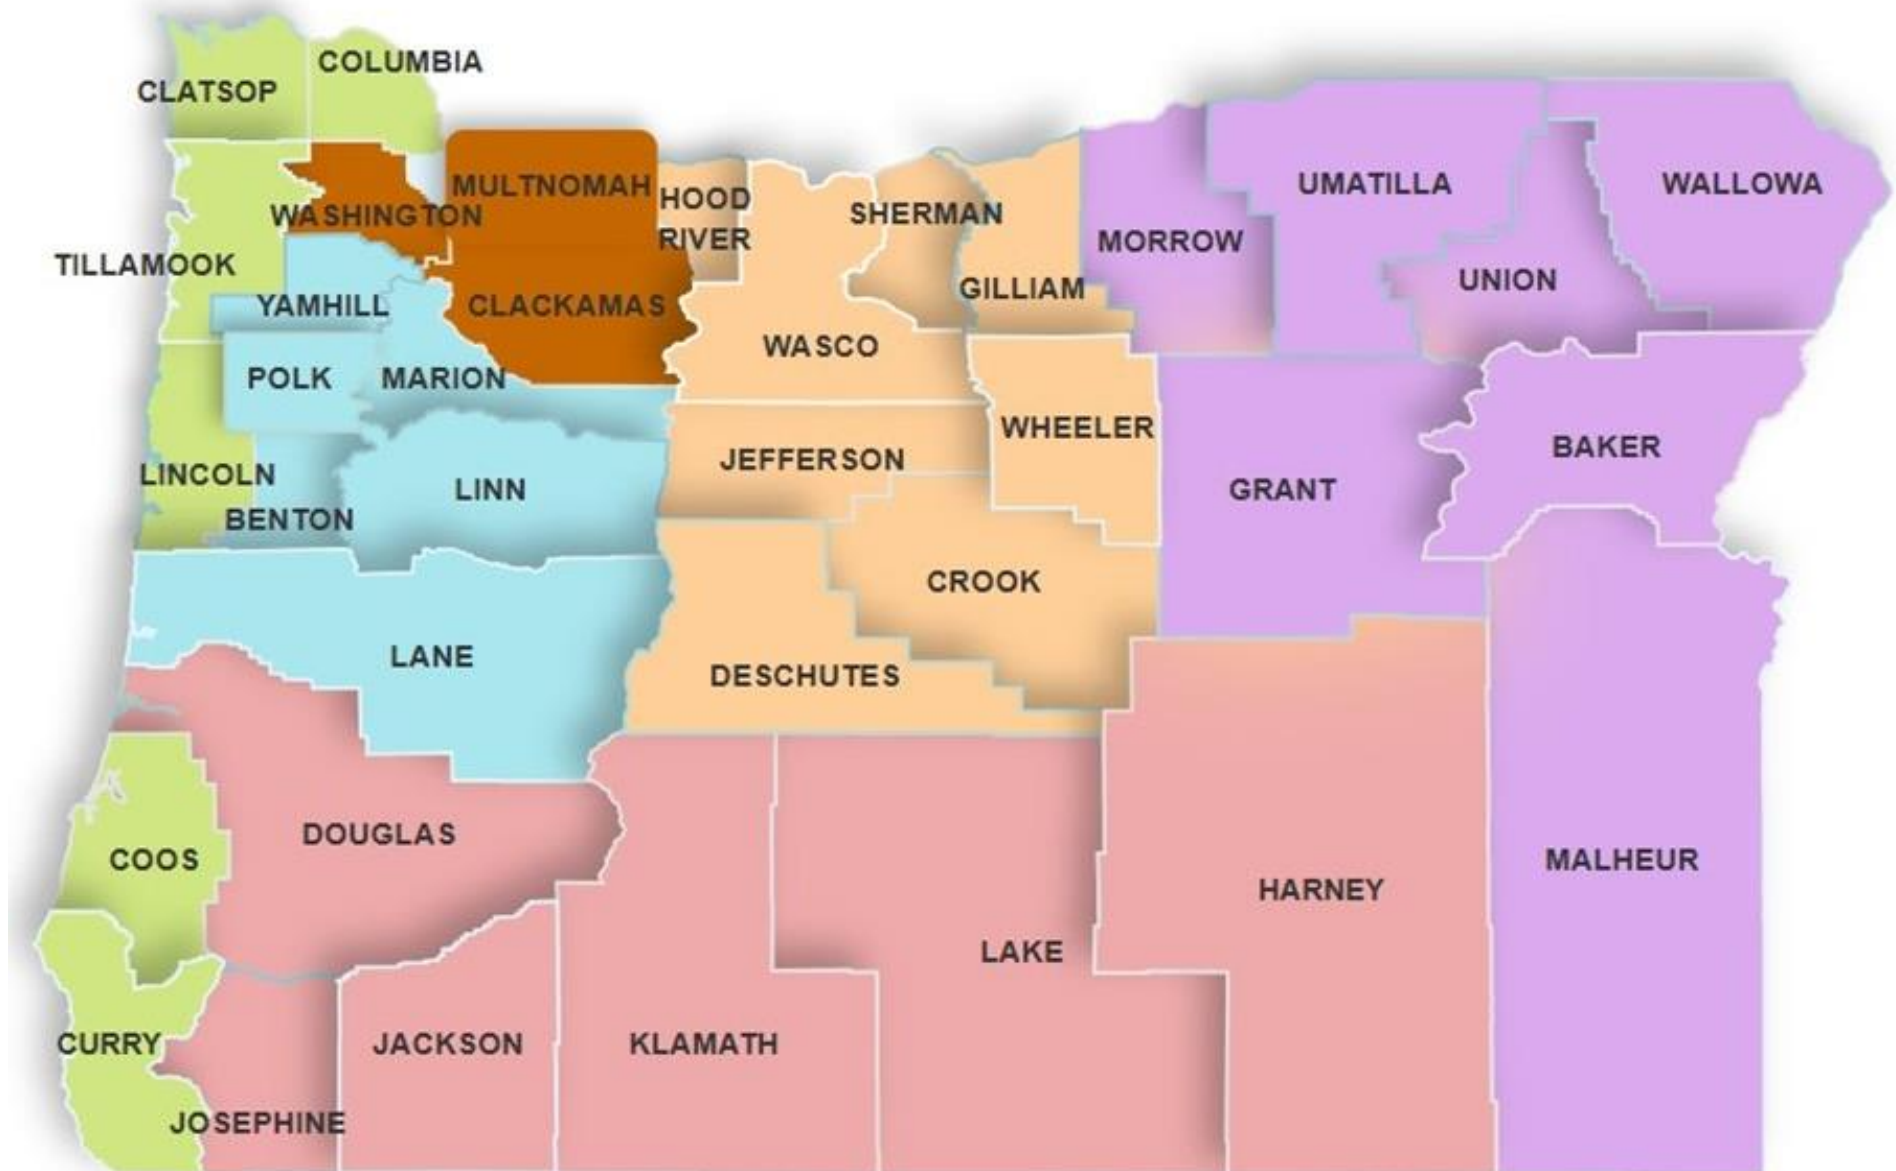 COLUMBIA
CLATSOP
MULTNOMAH
HOOD
RIVER
WASHINGTON
SHERMAN
UMATILLA
WALLOWA
MORROW
TILLAMOOK
UNION
GILLIAM
YAMHILL
CLACKAMAS
WASCO
POLK
MARION
WHEELER
BAKER
JEFFERSON
LINCOLN
LINN
GRANT
BENTON
CROOK
LANE
DESCHUTES
DOUGLAS
COOS
MALHEUR
HARNEY
LAKE
CURRY
JACKSON
KLAMATH
JOSEPHINE